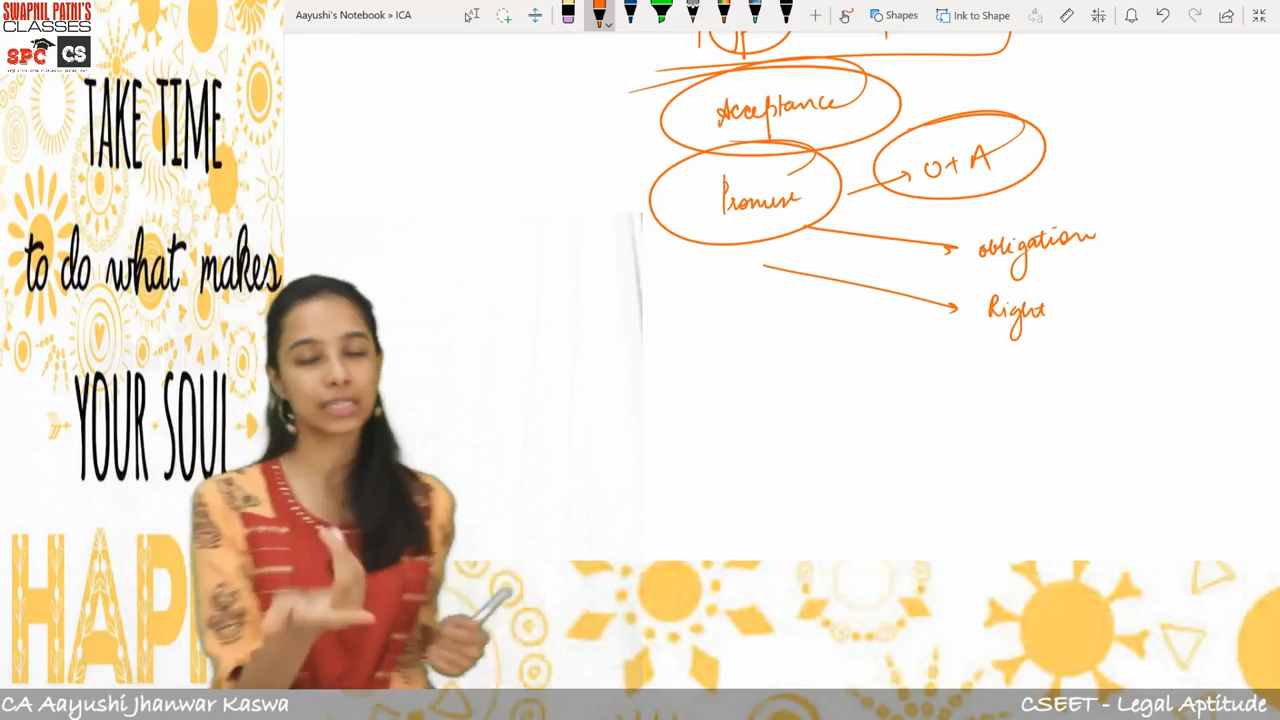 SWAPNIL PATNI'S
CLASSES
SPC CS
Aayushi's Notebook » ICA
Shapes
Ink to Shape
TAKE TIME
to do what makes
YOUR SOUL
HAP
Acceptance
Promise
O + A
obligation
Right
CA Aayushi Jhanwar Kaswa
CSEET - Legal Aptitude